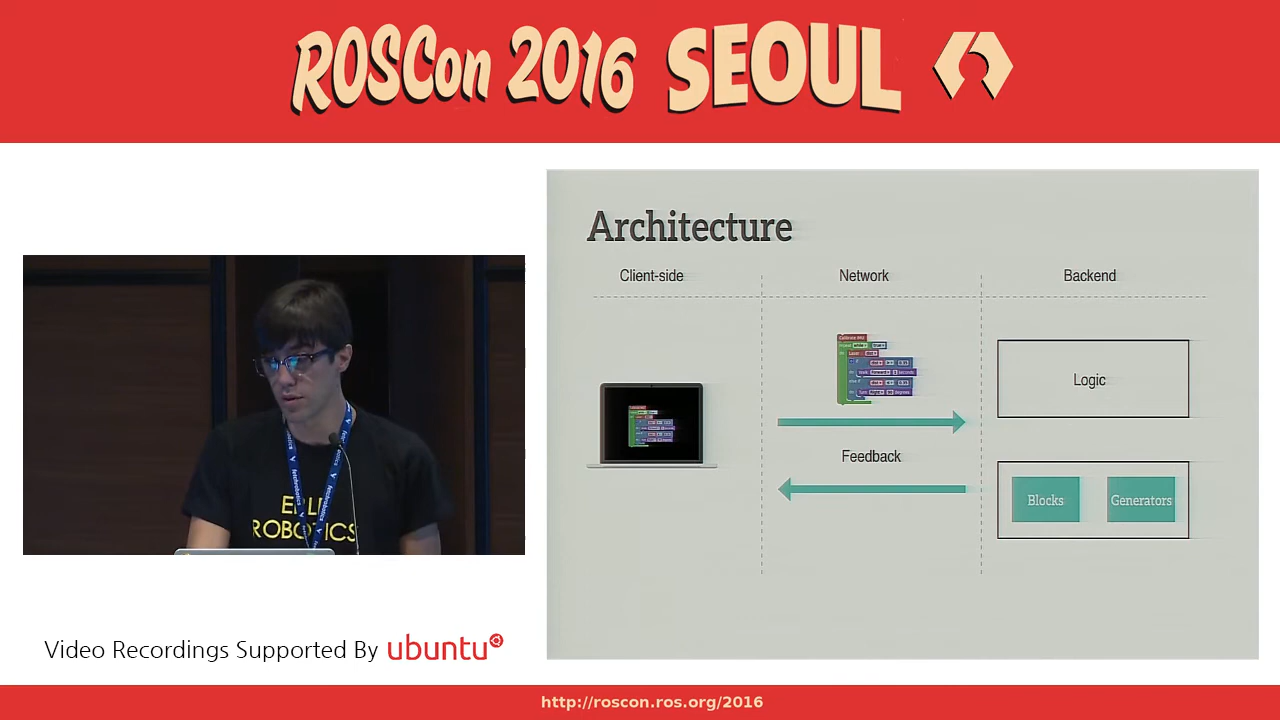 ROSCon 2016 SEOUL
Architecture
Client-side
Network
Backend
Logic
Feedback
Blocks
Generators
ROBOTICS
Video Recordings Supported By ubuntu
http://roscon.ros.org/2016